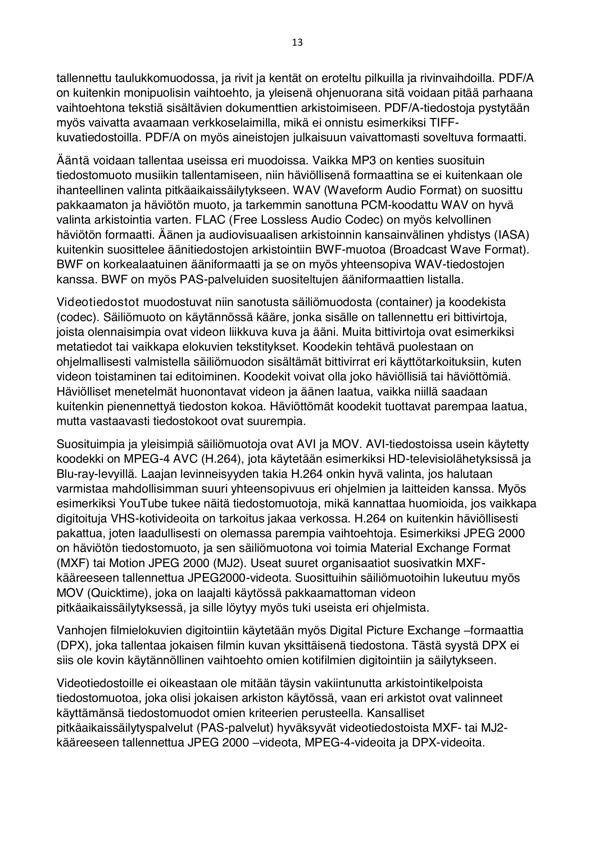 13
tallennettu taulukkomuodossa, ja rivit ja kentät on eroteltu pilkuilla ja rivinvaihdoilla. PDF/A
on kuitenkin monipuolisin vaihtoehto, ja yleisenä ohjenuorana sitä voidaan pitää parhaana
vaihtoehtona tekstiä sisältävien dokumenttien arkistoimiseen. PDF/A-tiedostoja pystytään
myös vaivatta avaamaan verkkoselaimilla, mikä ei onnistu esimerkiksi TIFF-
kuvatiedostoilla. PDF/A on myös aineistojen julkaisuun vaivattomasti soveltuva formaatti.
Ääntä voidaan tallentaa useissa eri muodoissa. Vaikka MP3 on kenties suosituin
tiedostomuoto musiikin tallentamiseen, niin häviöllisenä formaattina se ei kuitenkaan ole
ihanteellinen valinta pitkäaikaissäilytykseen. WAV (Waveform Audio Format) on suosittu
pakkaamaton ja häviötön muoto, ja tarkemmin sanottuna PCM-koodattu WAV on hyvä
valinta arkistointia varten. FLAC (Free Lossless Audio Codec) on myös kelvollinen
häviötön formaatti. Äänen ja audiovisuaalisen arkistoinnin kansainvälinen yhdistys (IASA)
kuitenkin suosittelee äänitiedostojen arkistointiin BWF-muotoa (Broadcast Wave Format).
BWF on korkealaatuinen ääniformaatti ja se on myös yhteensopiva WAV-tiedostojen
kanssa. BWF on myös PAS-palveluiden suositeltujen ääniformaattien listalla.
Videotiedostot muodostuvat niin sanotusta säiliömuodosta (container) ja koodekista
(codec). Säiliömuoto on käytännössä kääre, jonka sisälle on tallennettu eri bittivirtoja,
joista olennaisimpia ovat videon liikkuva kuva ja ääni. Muita bittivirtoja ovat esimerkiksi
metatiedot tai vaikkapa elokuvien tekstitykset. Koodekin tehtävä puolestaan on
ohjelmallisesti valmistella säiliömuodon sisältämät bittivirrat eri käyttötarkoituksiin, kuten
videon toistaminen tai editoiminen. Koodekit voivat olla joko häviöllisiä tai häviöttömiä.
Häviölliset menetelmät huonontavat videon ja äänen laatua, vaikka niillä saadaan
kuitenkin pienennettyä tiedoston kokoa. Häviöttömät koodekit tuottavat parempaa laatua,
mutta vastaavasti tiedostokoot ovat suurempia.
Suosituimpia ja yleisimpiä säiliömuotoja ovat AVI ja MOV. AVI-tiedostoissa usein käytetty
koodekki on MPEG-4 AVC (H.264), jota käytetään esimerkiksi HD-televisiolähetyksissä ja
Blu-ray-levyillä. Laajan levinneisyyden takia H.264 onkin hyvä valinta, jos halutaan
varmistaa mahdollisimman suuri yhteensopivuus eri ohjelmien ja laitteiden kanssa. Myös
esimerkiksi YouTube tukee näitä tiedostomuotoja, mikä kannattaa huomioida, jos vaikkapa
digitoituja VHS-kotivideoita on tarkoitus jakaa verkossa. H.264 on kuitenkin häviöllisesti
pakattua, joten laadullisesti on olemassa parempia vaihtoehtoja. Esimerkiksi JPEG 2000
on häviötön tiedostomuoto, ja sen säiliömuotona voi toimia Material Exchange Format
(MXF) tai Motion JPEG 2000 (MJ2). Useat suuret organisaatiot suosivatkin MXF-
kääreeseen tallennettua JPEG2000-videota. Suosittuihin säiliömuotoihin lukeutuu myös
MOV (Quicktime), joka on laajalti käytössä pakkaamattoman videon
pitkäaikaissäilytyksessä, ja sille löytyy myös tuki useista eri ohjelmista.
Vanhojen filmielokuvien digitointiin käytetään myös Digital Picture Exchange –formaattia
(DPX), joka tallentaa jokaisen filmin kuvan yksittäisenä tiedostona. Tästä syystä DPX ei
siis ole kovin käytännöllinen vaihtoehto omien kotifilmien digitointiin ja säilytykseen.
Videotiedostoille ei oikeastaan ole mitään täysin vakiintunutta arkistointikelpoista
tiedostomuotoa, joka olisi jokaisen arkiston käytössä, vaan eri arkistot ovat valinneet
käyttämänsä tiedostomuodot omien kriteerien perusteella. Kansalliset
pitkäaikaissäilytyspalvelut (PAS-palvelut) hyväksyvät videotiedostoista MXF- tai MJ2-
kääreeseen tallennettua JPEG 2000 –videota, MPEG-4-videoita ja DPX-videoita.